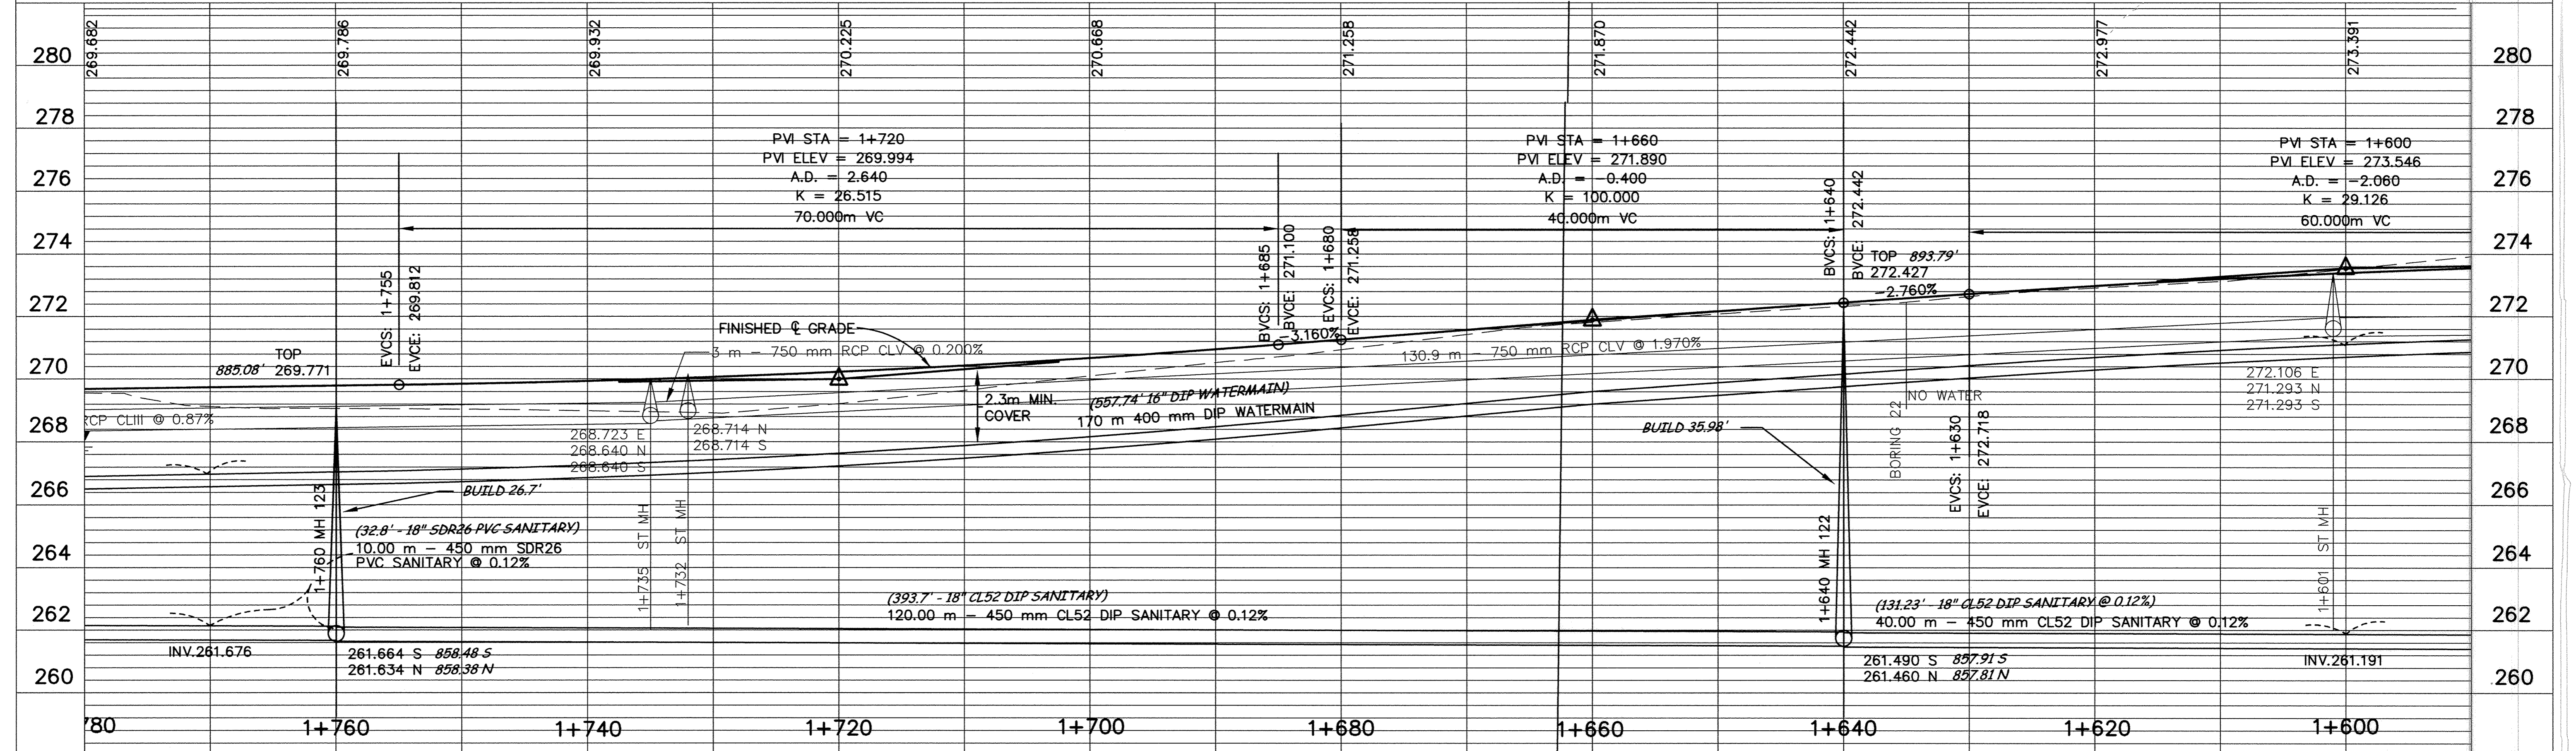 269.682
269.786
269.932
270.225
270.668
271.258
271.870
272.442
272.977
273.391
280
280
278
278
276
276
274
274
272
272
270
270
268
268
266
266
264
264
262
262
260
260
PVI STA = 1+720
PVI ELEV = 269.994
A.D. = 2.640
K = 26.515
70.000m VC
PVI STA = 1+660
PVI ELEV = 271.890
A.D. = -0.400
K = 100.000
40.000m VC
PVI STA = 1+600
PVI ELEV = 273.546
A.D. = -2.060
K = 29.126
60.000m VC
EVCS: 1+755
EVCE: 269.812
BVCS: 1+685
BVCE: 271.100
EVCS: 1+680
EVCE: 271.258
BVCS: 1+640
BVCE: 272.442
TOP 893.79'
272.427
-2.760%
TOP
885.08' 269.771
FINISHED ℄ GRADE
-3.160%
3 m - 750 mm RCP CLV @ 0.200%
130.9 m - 750 mm RCP CLV @ 1.970%
RCP CLIII @ 0.87%
2.3m MIN.
COVER
(557.74' 16" DIP WATERMAIN)
170 m 400 mm DIP WATERMAIN
268.723 E
268.640 N
268.640 S
268.714 N
268.714 S
272.106 E
271.293 N
271.293 S
NO WATER
BORING 22
EVCS: 1+630
EVCE: 272.718
BUILD 35.98'
BUILD 26.7'
1+760 MH 123
(32.8' - 18" SDR26 PVC SANITARY)
10.00 m - 450 mm SDR26
PVC SANITARY @ 0.12%
1+735 ST MH
1+732 ST MH
1+640 MH 122
1+601 ST MH
(393.7' - 18" CL52 DIP SANITARY)
120.00 m - 450 mm CL52 DIP SANITARY @ 0.12%
(131.23' - 18" CL52 DIP SANITARY @ 0.12%)
40.00 m - 450 mm CL52 DIP SANITARY @ 0.12%
INV.261.676
261.664 S 858.48 S
261.634 N 858.38 N
261.490 S 857.91 S
261.460 N 857.81 N
INV.261.191
780
1+760
1+740
1+720
1+700
1+680
1+660
1+640
1+620
1+600